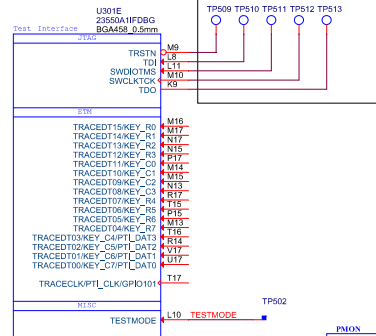 U301E
23550A1IFDBG
BGA458_0.5mm
TP509 TP510 TP511 TP512 TP513
Test Interface
JTAG
TRSTN M9
TDI L8
SWDIOTMS L11
SWCLKTCK M10
TDO K9
ETM
TRACEDT15/KEY_R0 M16
TRACEDT14/KEY_R1 M17
TRACEDT13/KEY_R2 N17
TRACEDT12/KEY_R3 N15
TRACEDT11/KEY_C0 P17
TRACEDT10/KEY_C1 M14
TRACEDT09/KEY_C2 M15
TRACEDT08/KEY_C3 N13
TRACEDT07/KEY_R4 R17
TRACEDT06/KEY_R5 T15
TRACEDT05/KEY_R6 P15
TRACEDT04/KEY_R7 M13
TRACEDT03/KEY_C4/PTI_DAT3 T16
TRACEDT02/KEY_C5/PTI_DAT2 R14
TRACEDT01/KEY_C6/PTI_DAT1 V17
TRACEDT00/KEY_C7/PTI_DAT0 U17
TRACECLK/PTI_CLK/GPIO101 T17
MISC
TP502
TESTMODE L10 TESTMODE
PMON